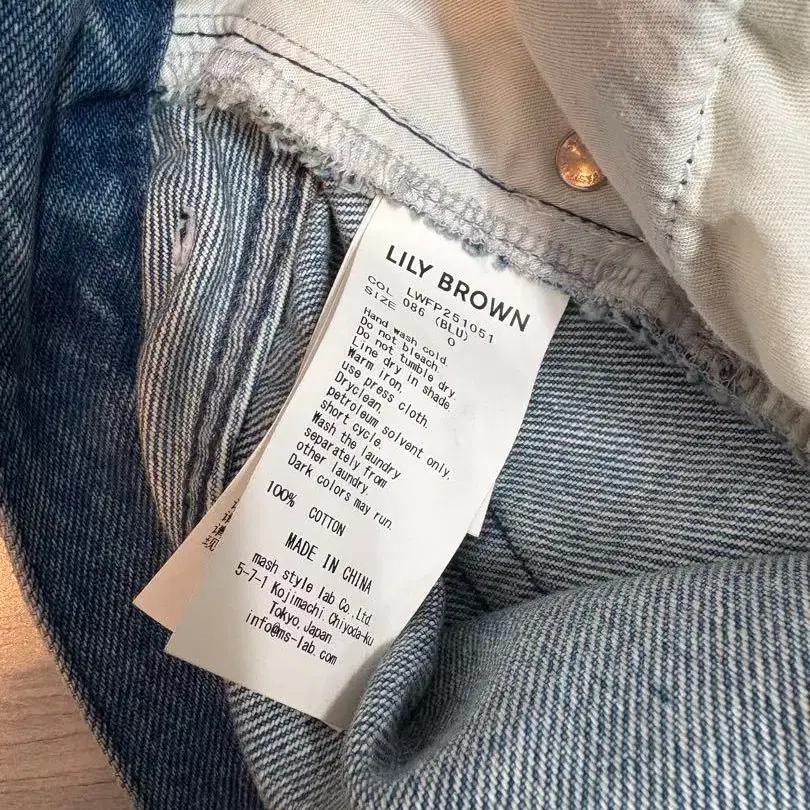 LILY BROWN
COL LWFP251051
SIZE 086 (BLU)
0
Hand wash cold.
Do not bleach.
Do not tumble dry.
Line dry in shade.
Warm iron,
use press cloth.
Dryclean,
petroleum solvent only,
short cycle.
Wash the laundry
separately from
other laundry.
Dark colors may run.
100% COTTON
MADE IN CHINA
mash style lab Co.,Ltd.
5-7-1 Kojimachi,Chiyoda-ku
Tokyo,Japan
info@ms-lab.com